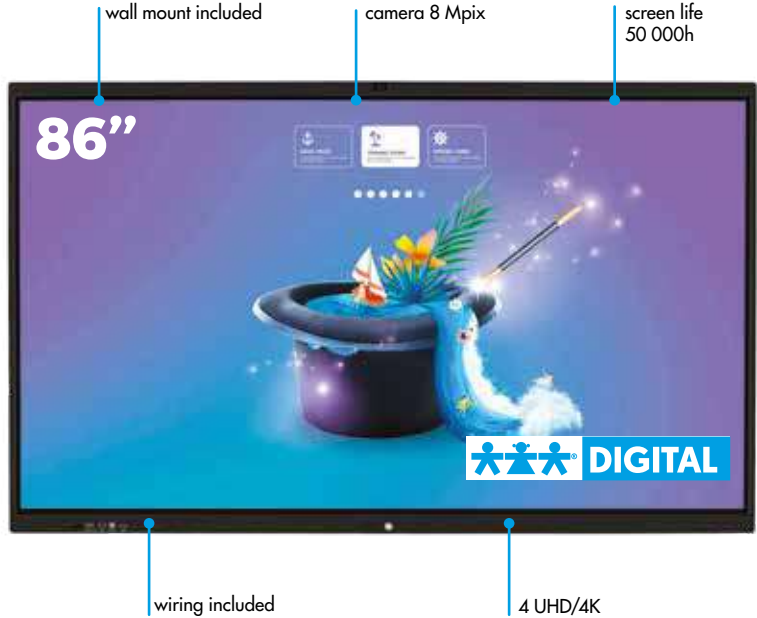 wall mount included
camera 8 Mpix
screen life
50 000h
86”
DIGITAL
wiring included
4 UHD/4K